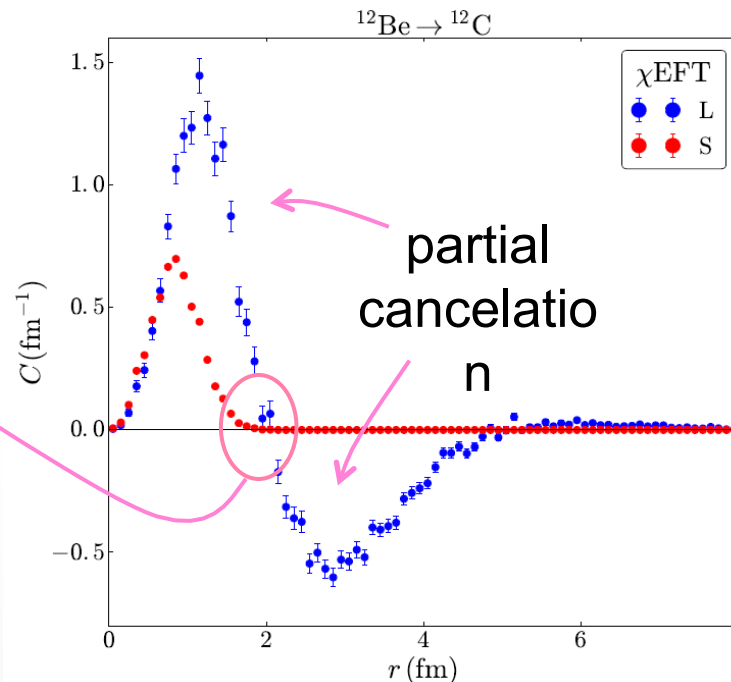 ¹²Be → ¹²C
χEFT
L
S
partial
cancelatio
n
C(fm⁻¹)
1.5
1.0
0.5
0.0
−0.5
0
2
4
6
r (fm)